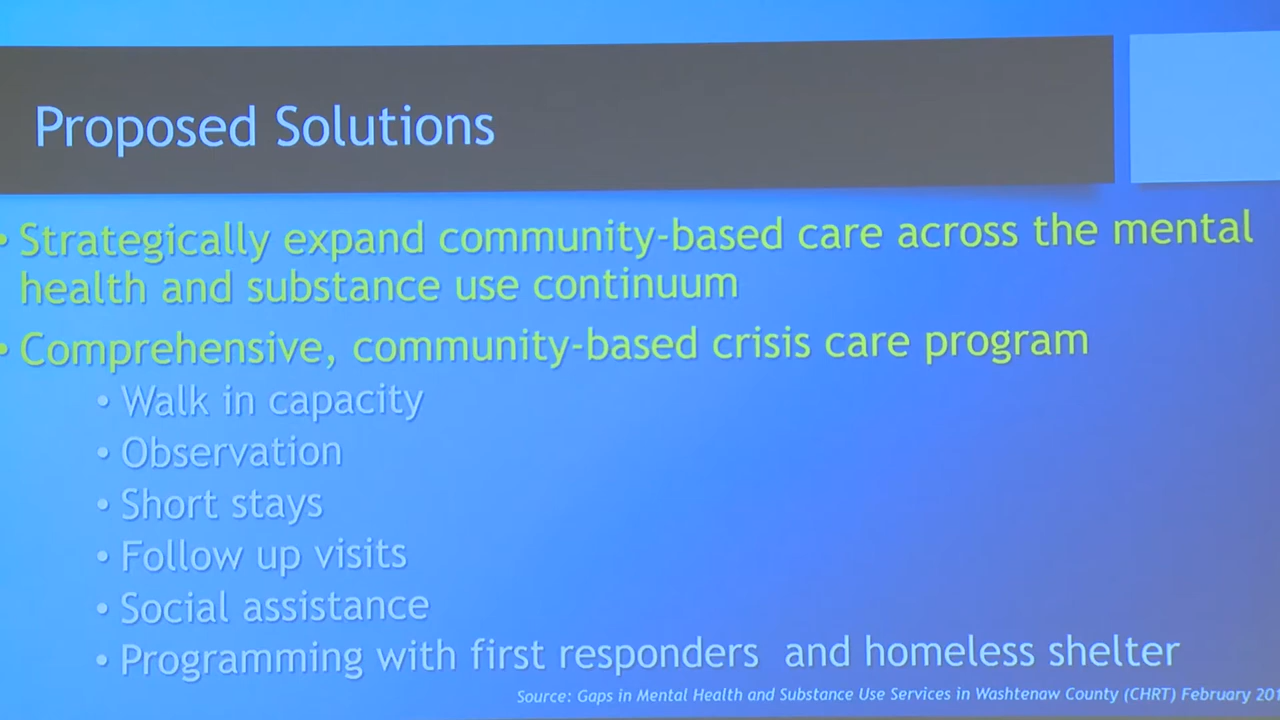 Proposed Solutions
• Strategically expand community-based care across the mental
health and substance use continuum
• Comprehensive, community-based crisis care program
• Walk in capacity
• Observation
• Short stays
• Follow up visits
• Social assistance
• Programming with first responders and homeless shelter
Source: Gaps in Mental Health and Substance Use Services in Washtenaw County (CHRT) February